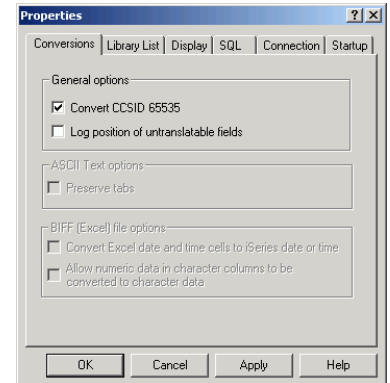 Properties
Conversions Library List Display SQL Connection Startup
General options
Convert CCSID 65535
Log position of untranslatable fields
ASCII Text options
Preserve tabs
BIFF (Excel) file options
Convert Excel date and time cells to iSeries date or time
Allow numeric data in character columns to be
converted to character data
OK Cancel Apply Help